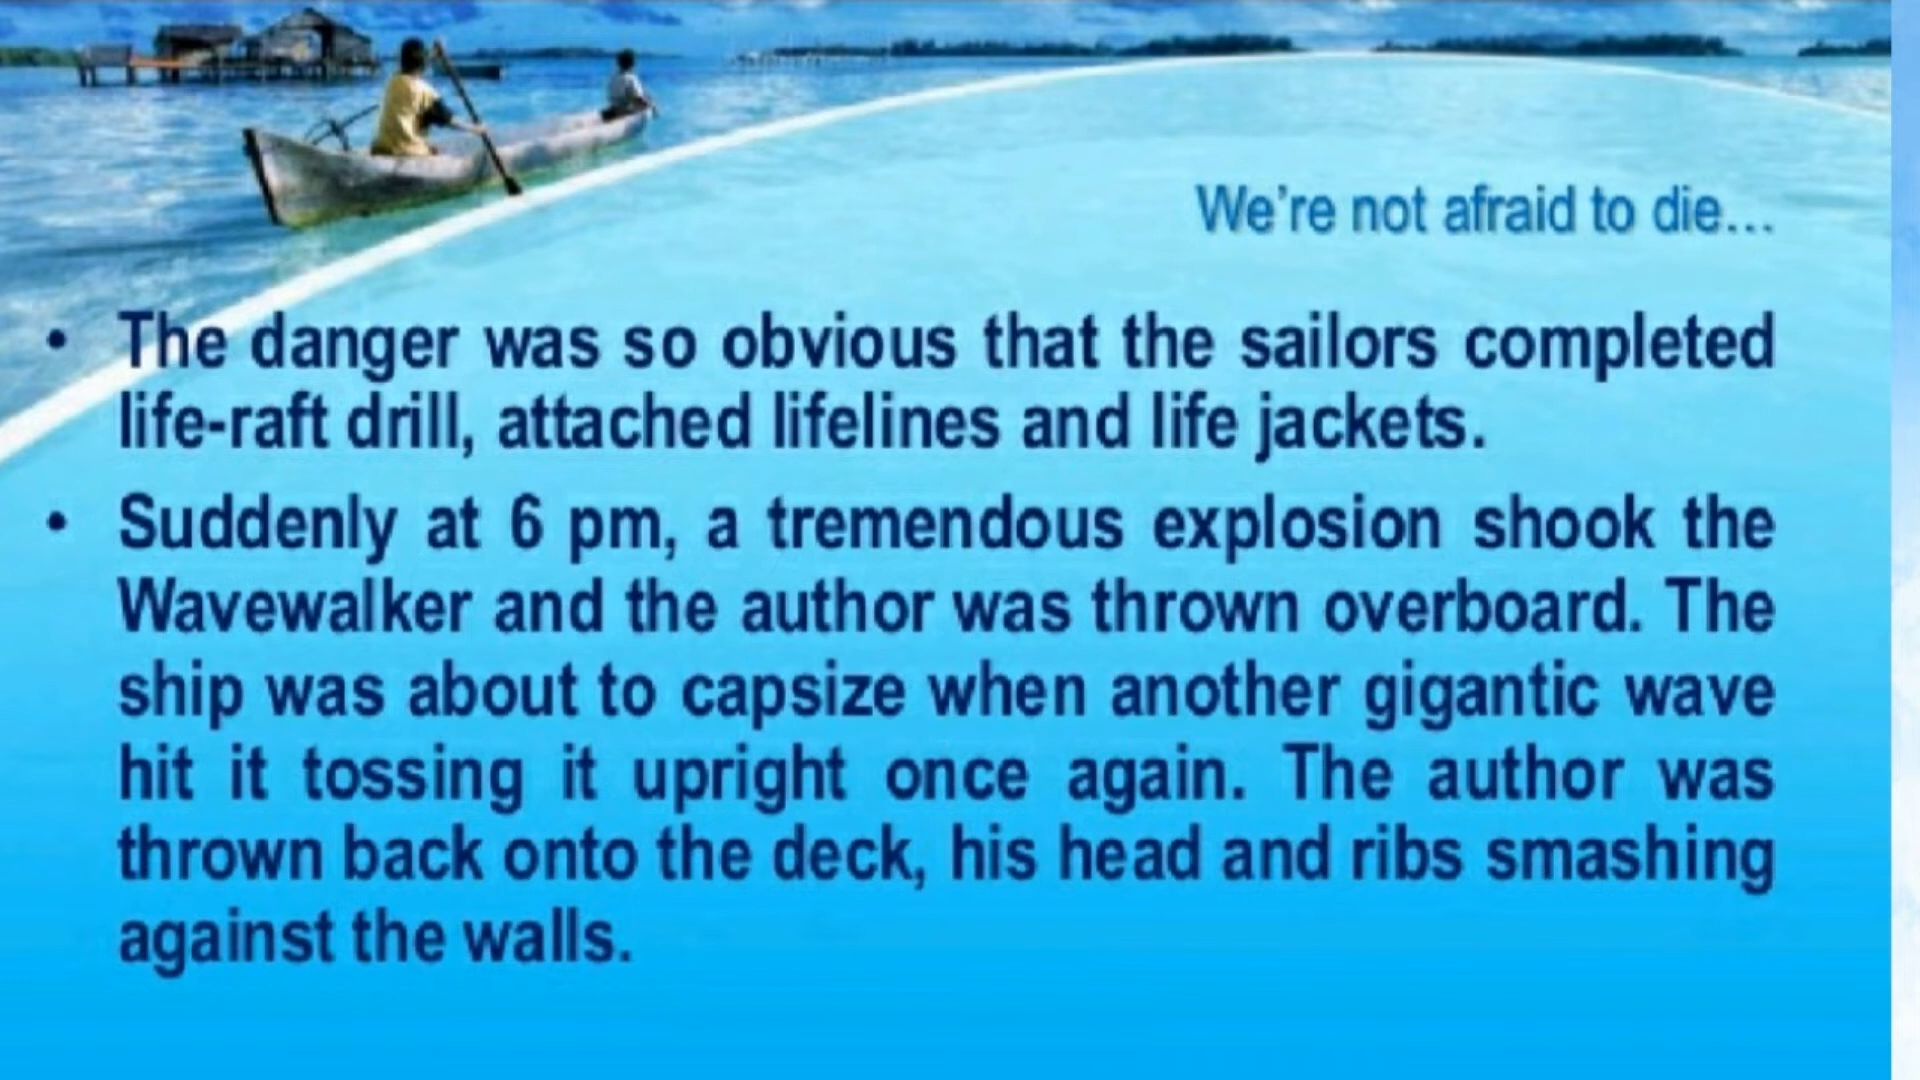 We're not afraid to die...
• The danger was so obvious that the sailors completed
life-raft drill, attached lifelines and life jackets.
• Suddenly at 6 pm, a tremendous explosion shook the
Wavewalker and the author was thrown overboard. The
ship was about to capsize when another gigantic wave
hit it tossing it upright once again. The author was
thrown back onto the deck, his head and ribs smashing
against the walls.